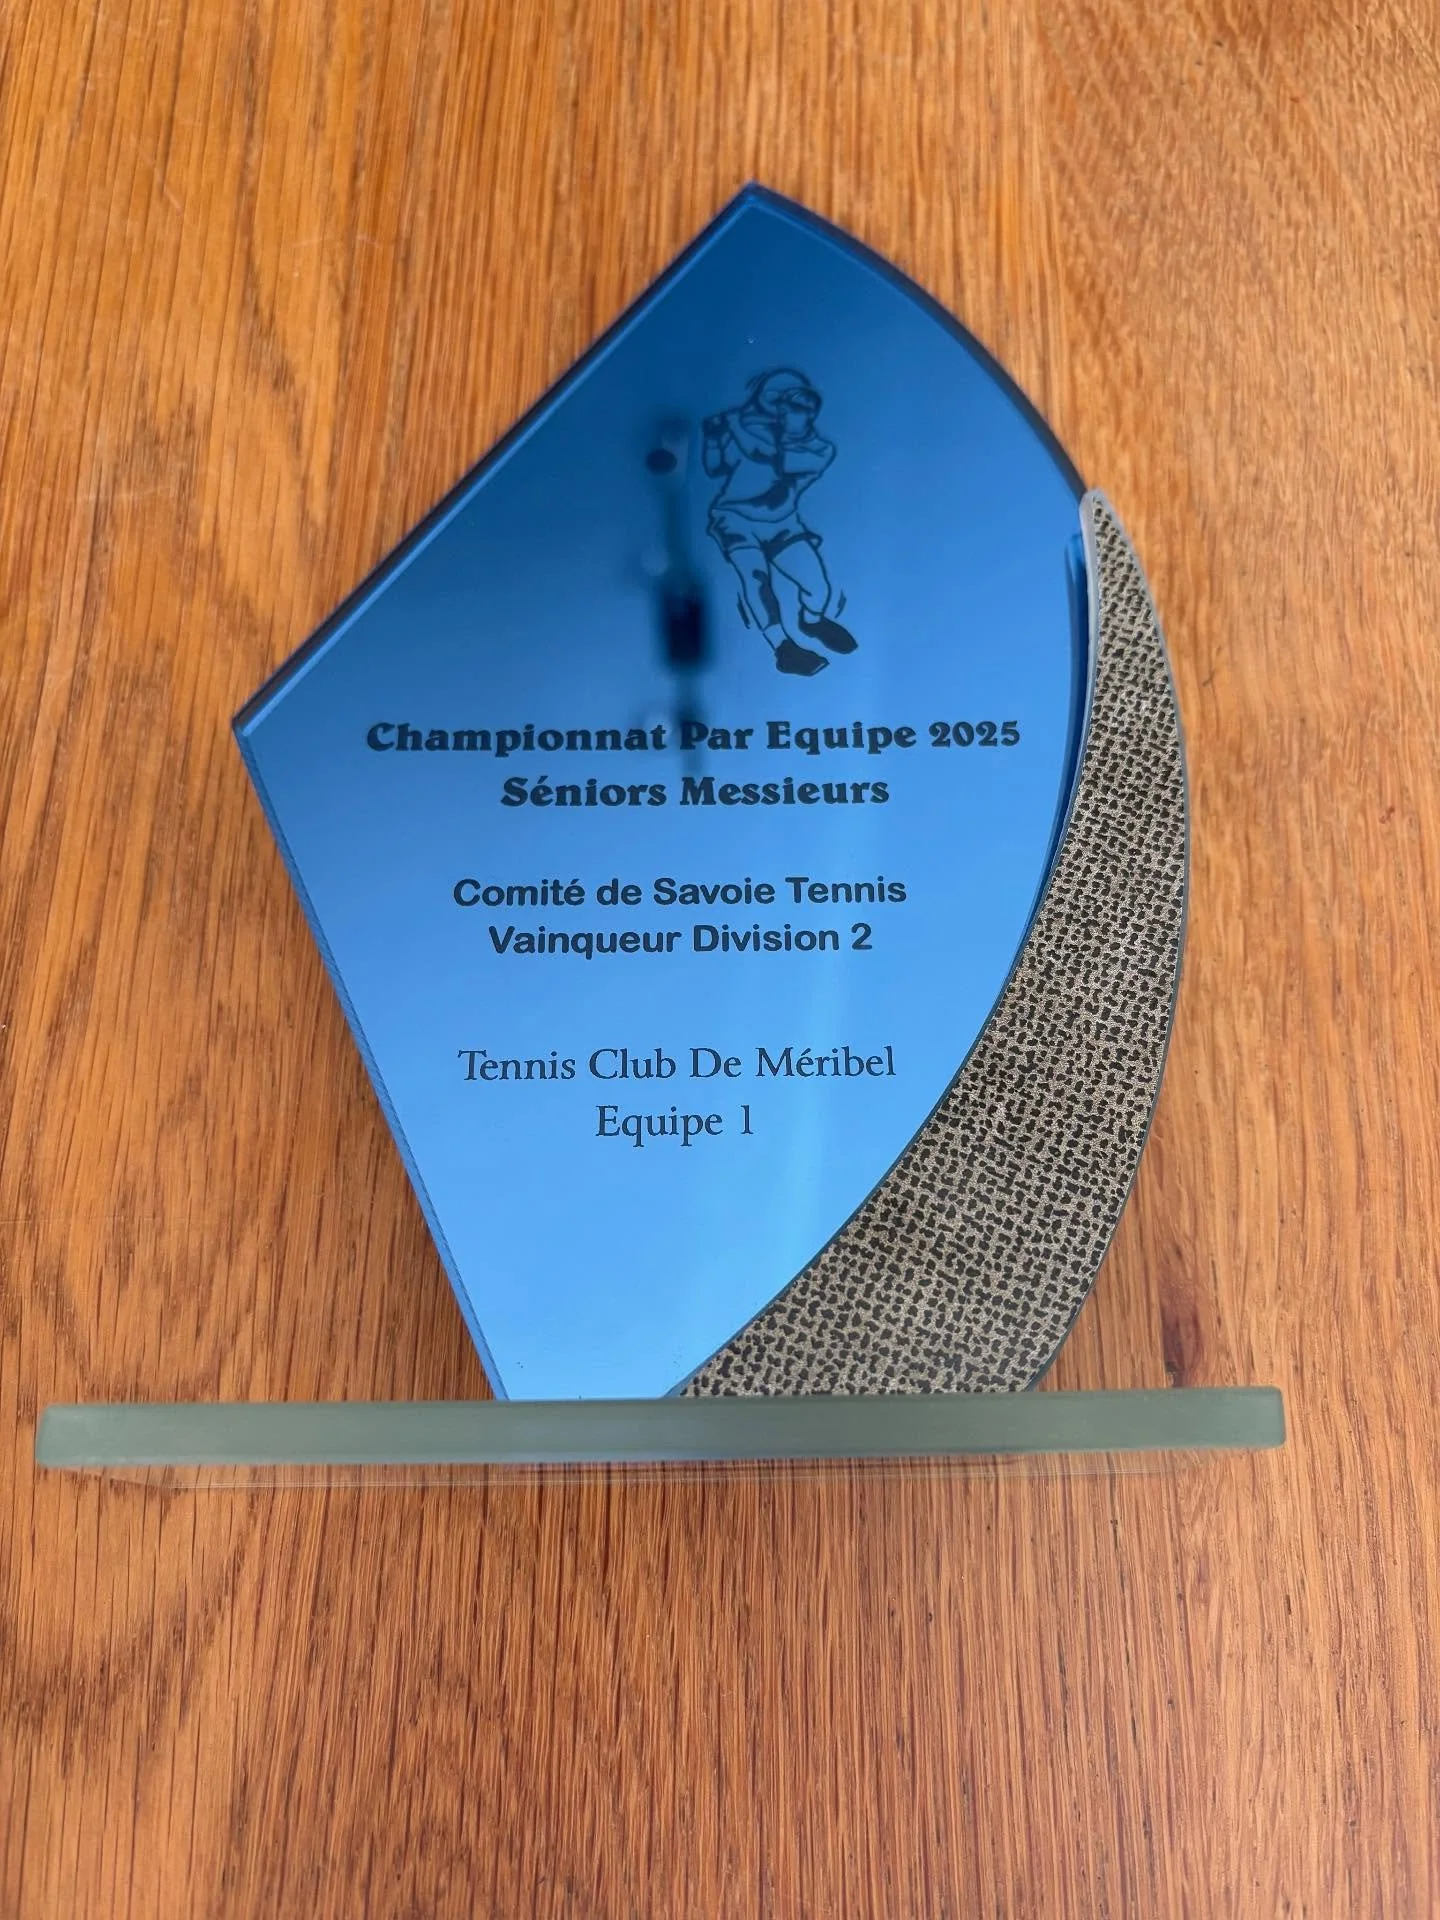 Championnat Par Equipe 2025
Séniors Messieurs
Comité de Savoie Tennis
Vainqueur Division 2
Tennis Club De Méribel
Equipe 1